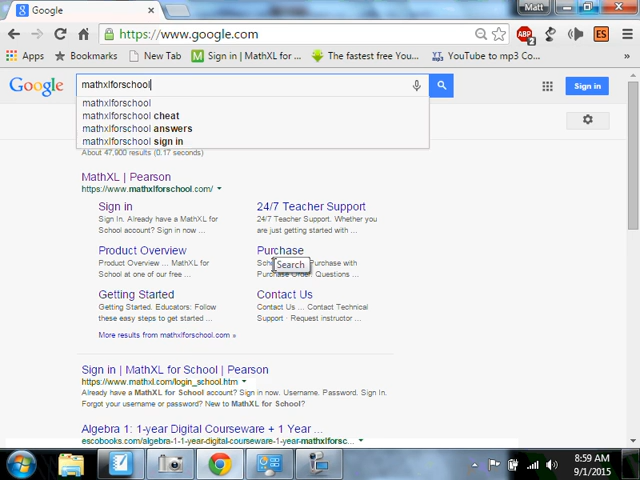 Google
Matt
https://www.google.com
ABP
2
ES
Apps
Bookmarks
New Tab
M
Sign in | MathXL for ...
The fastest free You...
YouTube to mp3 Co...
Google
mathxlforschool
Sign in
mathxlforschool
mathxlforschool cheat
mathxlforschool answers
mathxlforschool sign in
About 47,900 results (0.17 seconds)
MathXL | Pearson
https://www.mathxlforschool.com/
Sign in
Sign In. Already have a MathXL for
School account? Sign in now ...
24/7 Teacher Support
24/7 Teacher Support. Whether you
are just getting started with ...
Product Overview
Product Overview ... MathXL for
School at one of our free ...
Purchase
Purchase with
Purchase Order. Questions ...
Search
Getting Started
Getting Started. Educators: Follow
these easy steps to get started ...
Contact Us
Contact Us ... Contact Technical
Support · Request instructor ...
More results from mathxlforschool.com »
Sign in | MathXL for School | Pearson
https://www.mathxl.com/login_school.htm
Already have a MathXL for School account? Sign in now. Username. Password. Sign In.
Forgot your username or password? New to MathXL for School?
Algebra 1: 1-year Digital Courseware + 1 Year ...
escobooks.com/algebra-1-1-year-digital-courseware-1-year-mathxlforsc...
8:59 AM
9/1/2015